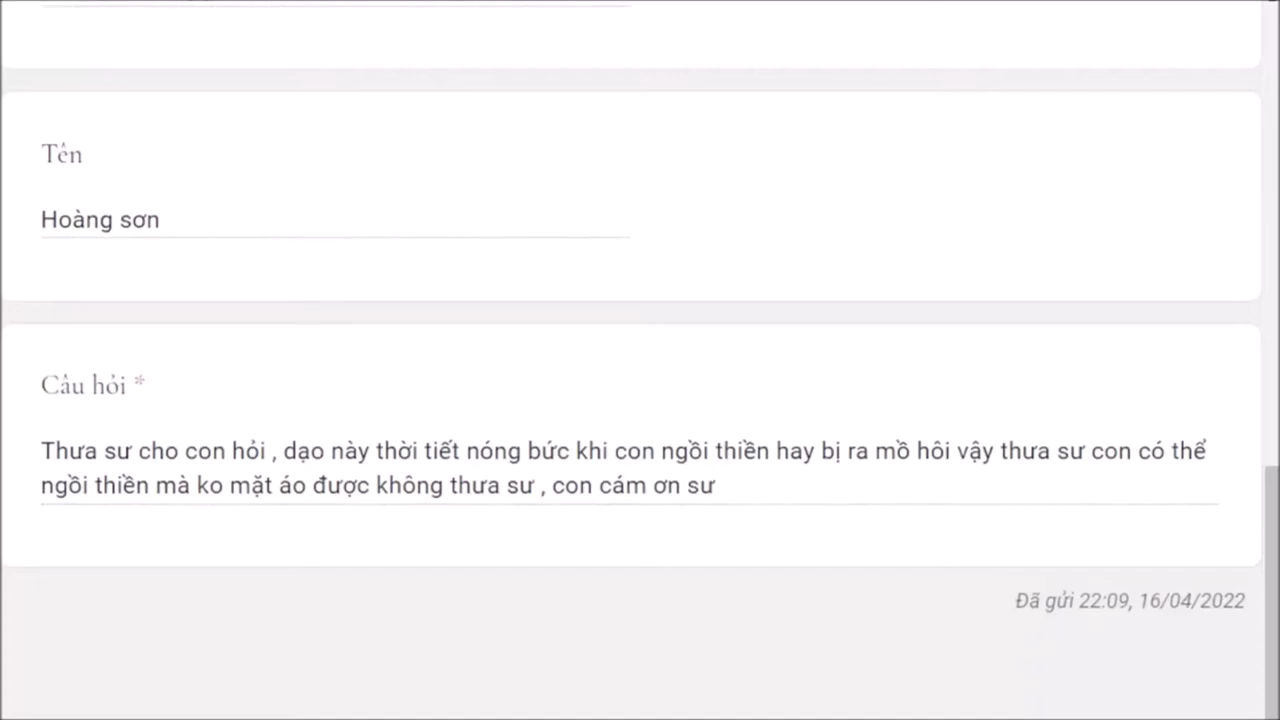 Tên
Hoàng sơn
Câu hỏi *
Thưa sư cho con hỏi , dạo này thời tiết nóng bức khi con ngồi thiền hay bị ra mồ hôi vậy thưa sư con có thể
ngồi thiền mà ko mặt áo được không thưa sư , con cám ơn sư
Đã gửi 22:09, 16/04/2022